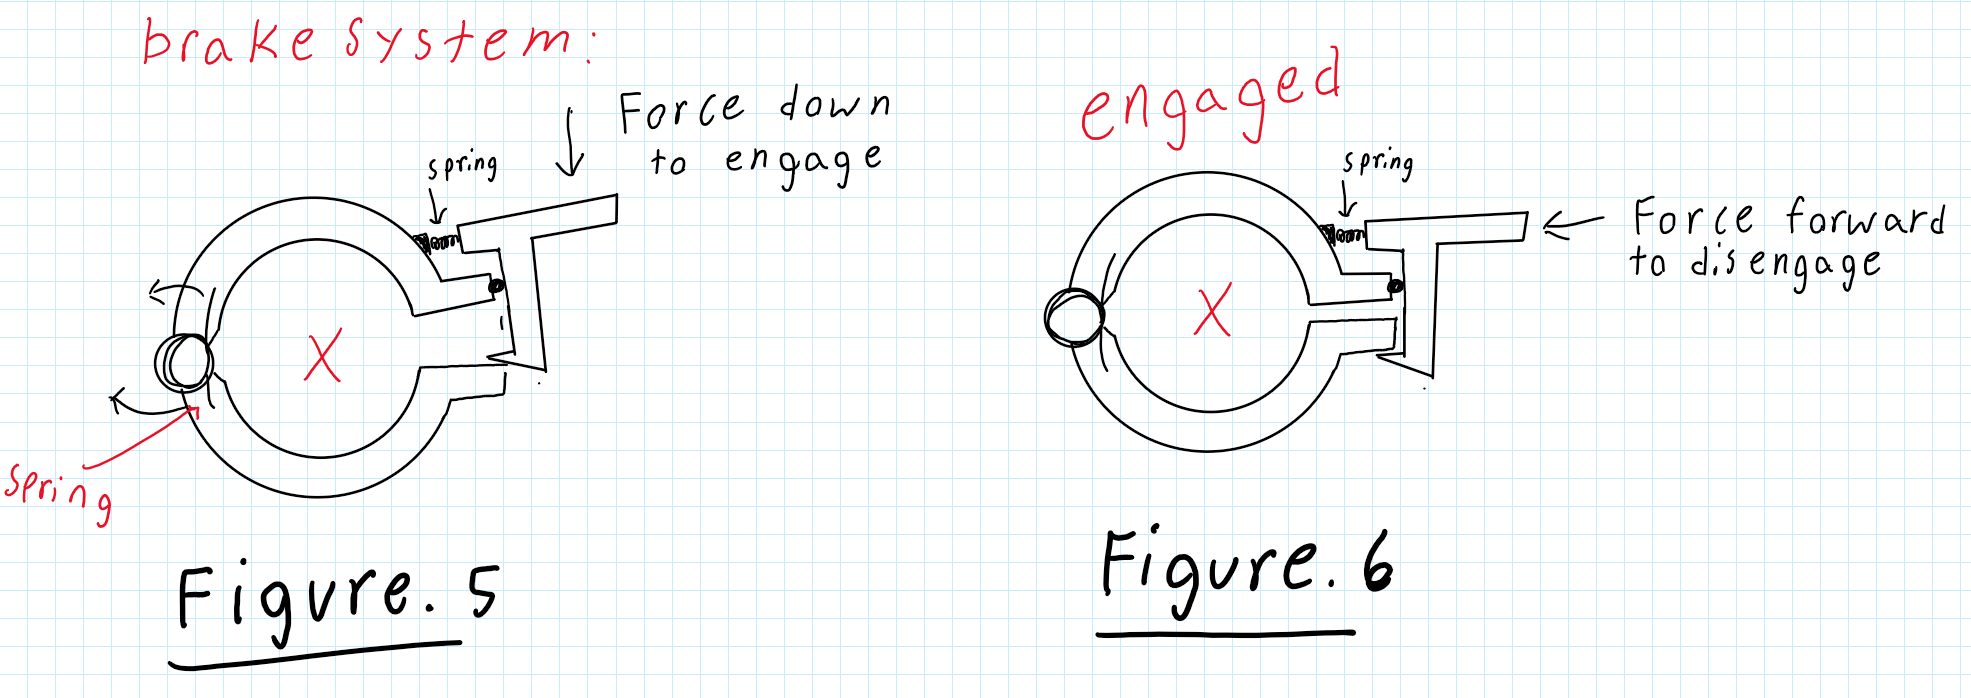 brake system:
Force down
to engage
spring
X
spring
Figure. 5
engaged
spring
Force forward
to disengage
X
Figure. 6